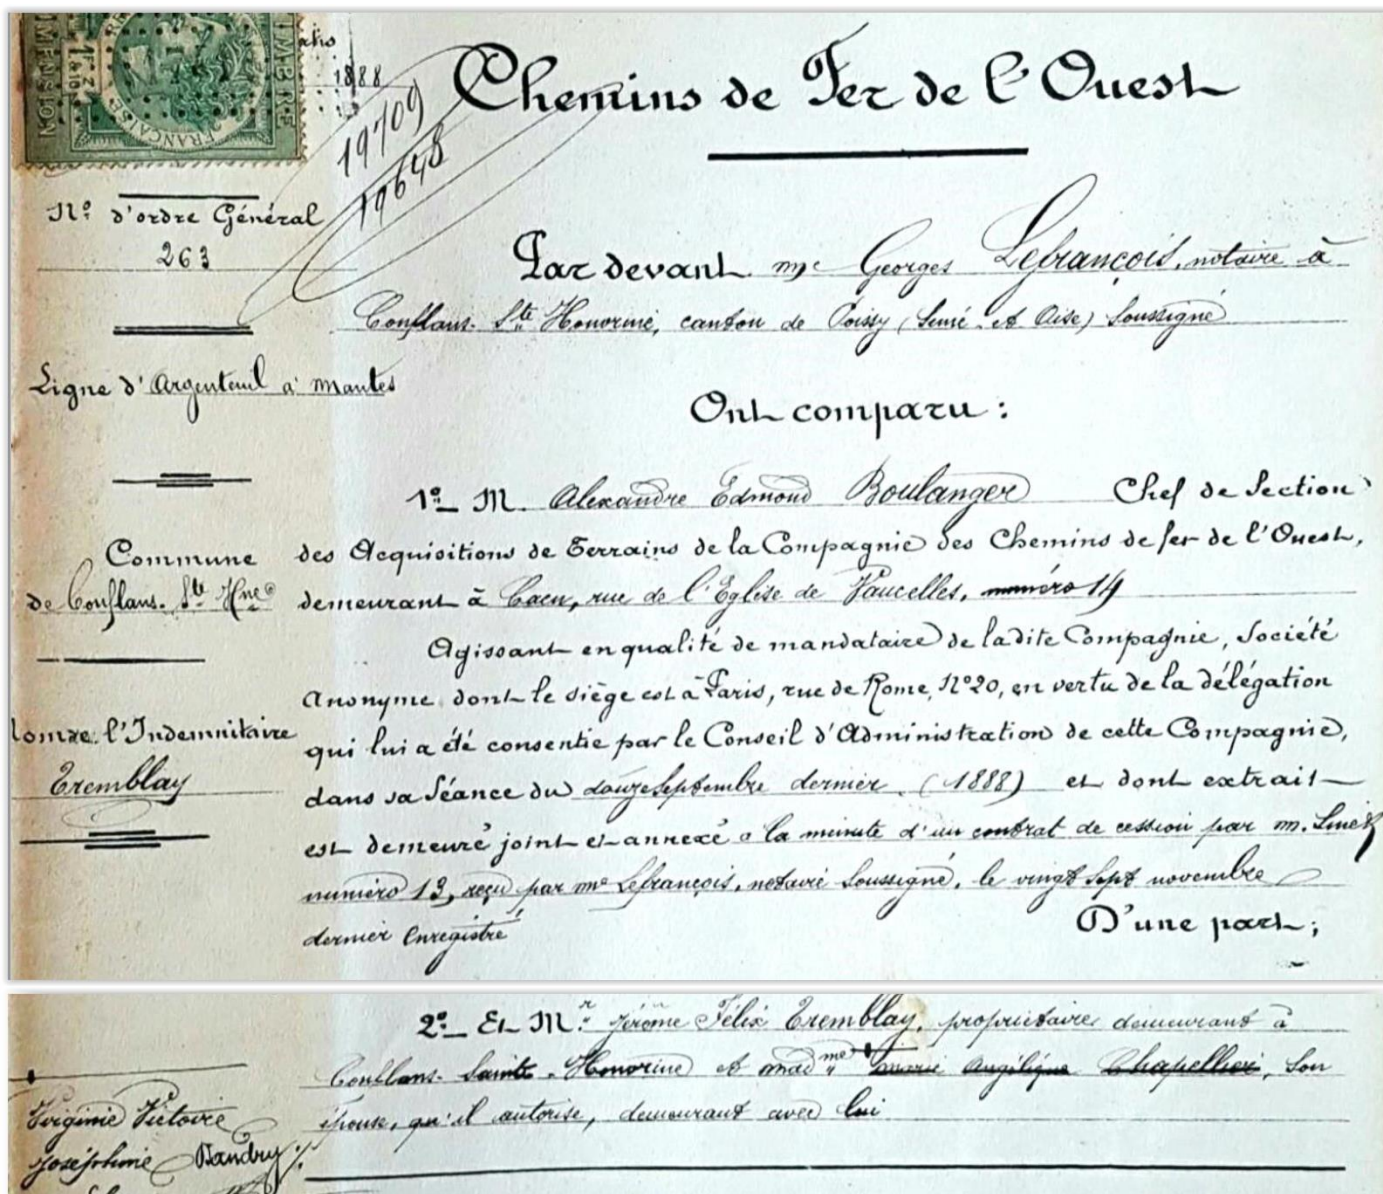 TIMBRE
DIMENSION
1888
19709
19648
Chemins de Fer de l'Ouest
N.º d'ordre Général
263
Par devant Me Georges Lefrançois, notaire à
Conflans-Ste Honorine, canton de Poissy (Seine-et Oise) Soussigné
Ligne d'Argenteuil à Mantes
Ont comparu :
1º M. Alexandre Edmond Boulanger Chef de Section
des Acquisitions de Terrains de la Compagnie des Chemins de fer de l'Ouest,
demeurant à Caen, rue de l'Eglise de Vaucelles, numéro 14
Commune
de Conflans-Ste Hne
Agissant en qualité de mandataire de ladite Compagnie, Société
Anonyme dont le siège est à Paris, rue de Rome, Nº 20, en vertu de la délégation
qui lui a été consentie par le Conseil d'Administration de cette Compagnie,
dans sa Séance du douze Septembre dernier (1888) et dont extrait
est demeuré joint et annexé à la minute d'un contrat de cession par M.
numéro 13, reçu par Me Lefrançois, notaire Soussigné, le vingt Sept novembre
dernier Enregistré
D'une part ;
l'Indemnitaire
Tremblay
2º Et Mr Jérôme Félix Tremblay, propriétaire, demeurant à
Conflans-Sainte-Honorine et Madme Marie Angélique Chapellier, Son
épouse, qu'il autorise, demeurant avec lui
Virginie Victoire
Joséphine Baudry